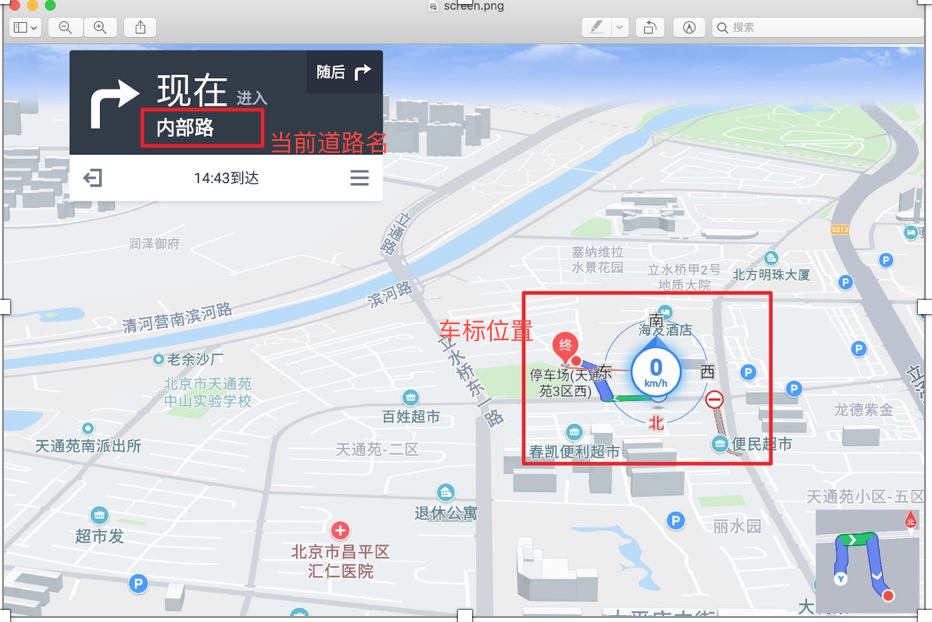 screen.png
搜索
现在 进入
随后
内部路
当前道路名
14:43到达
立通路
润泽御府
塞纳维拉
水景花园
立水桥甲2号
地质大院
北方明珠大厦
S213
滨河路
清河营南滨河路
车标位置
立水桥东一路
老余沙厂
北京市天通苑
中山实验学校
南
海友酒店
终
停车场(天通
苑3区西)
东
0
km/h
西
北
P
P
P
P
P
百姓超市
天通苑南派出所
天通苑-二区
春凯便利超市
便民超市
龙德紫金
退休公寓
天通苑小区-五区
超市发
P
丽水园
北
北京市昌平区
汇仁医院
P